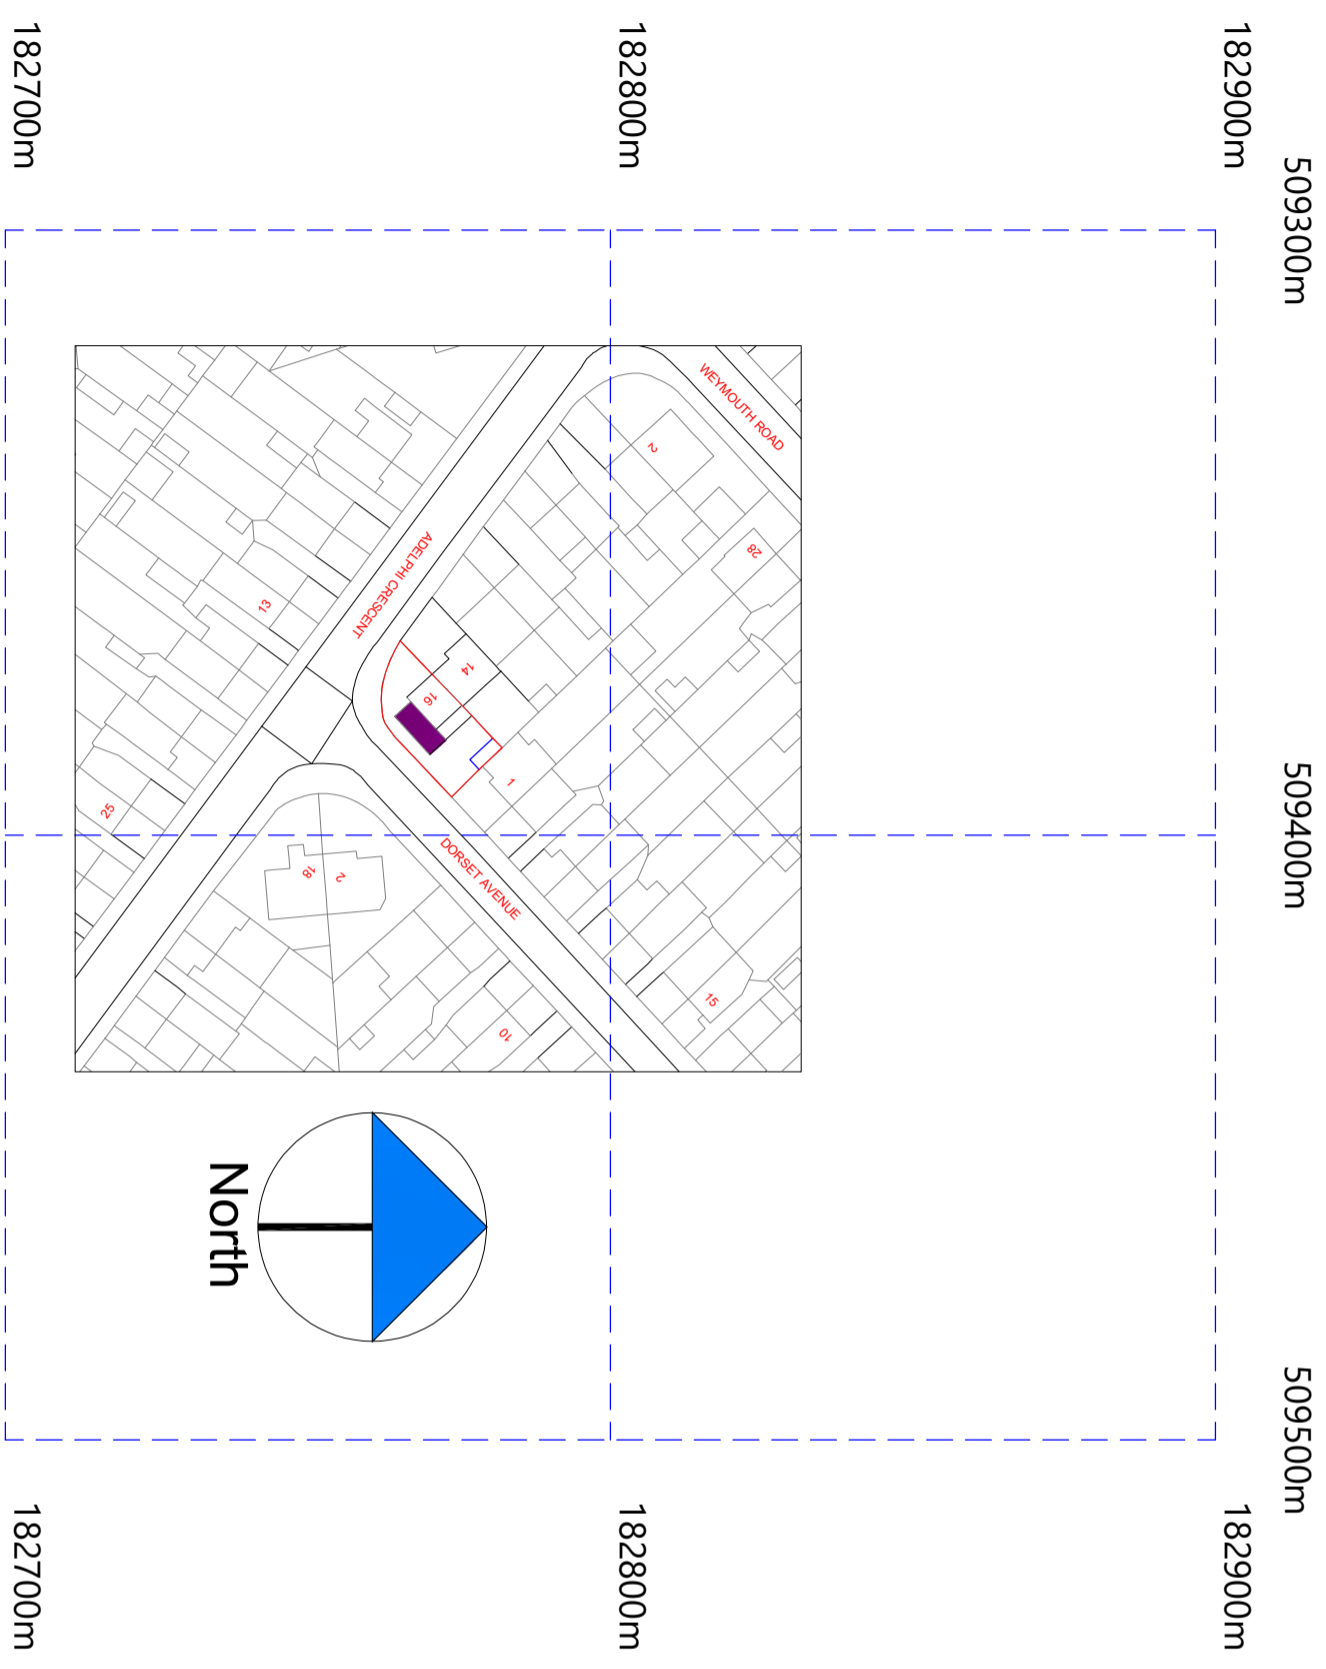 182700m
182800m
182900m
509300m
509400m
509500m
182700m
182800m
182900m
WEYMOUTH ROAD
2
28
ADELPHI CRESCENT
13
14
16
1
25
DORSET AVENUE
18
2
15
10
North